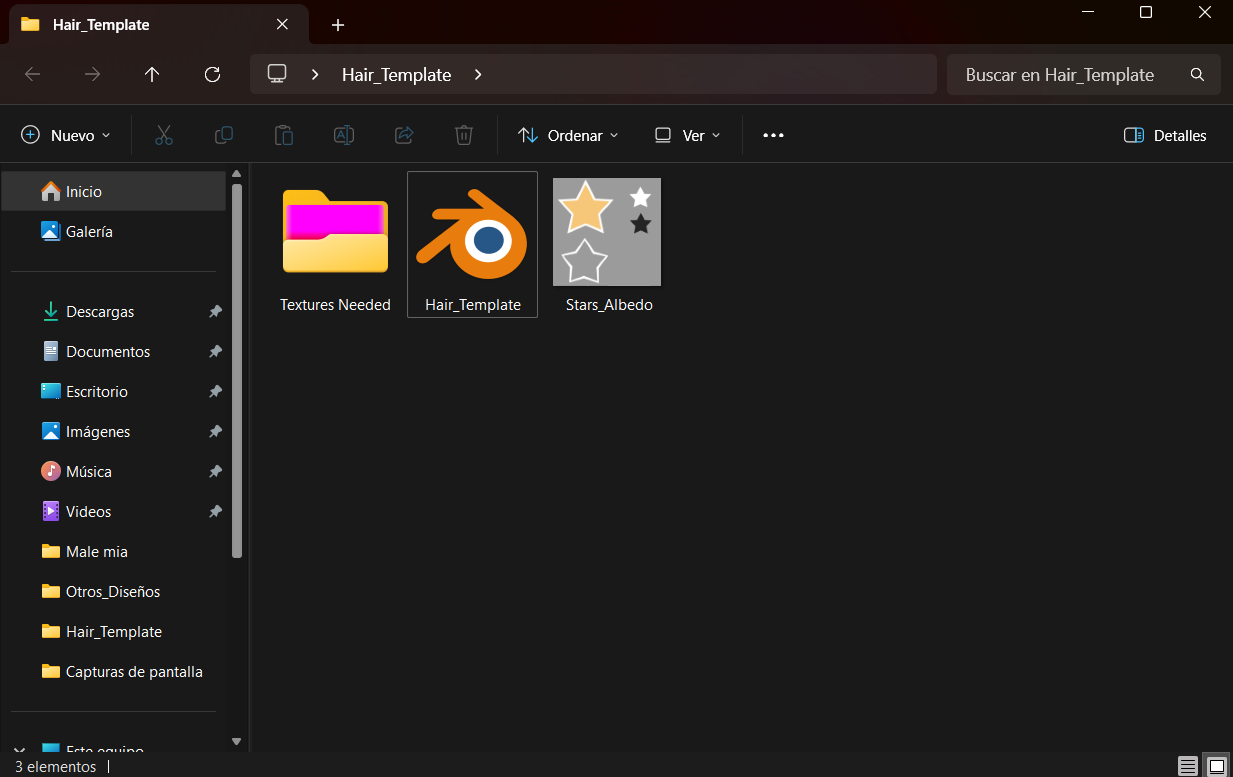 Hair_Template
Hair_Template
Buscar en Hair_Template
Nuevo
Ordenar
Ver
Detalles
Inicio
Galería
Descargas
Documentos
Escritorio
Imágenes
Música
Videos
Male mia
Otros_Diseños
Hair_Template
Capturas de pantalla
Este equipo
Textures Needed
Hair_Template
Stars_Albedo
3 elementos